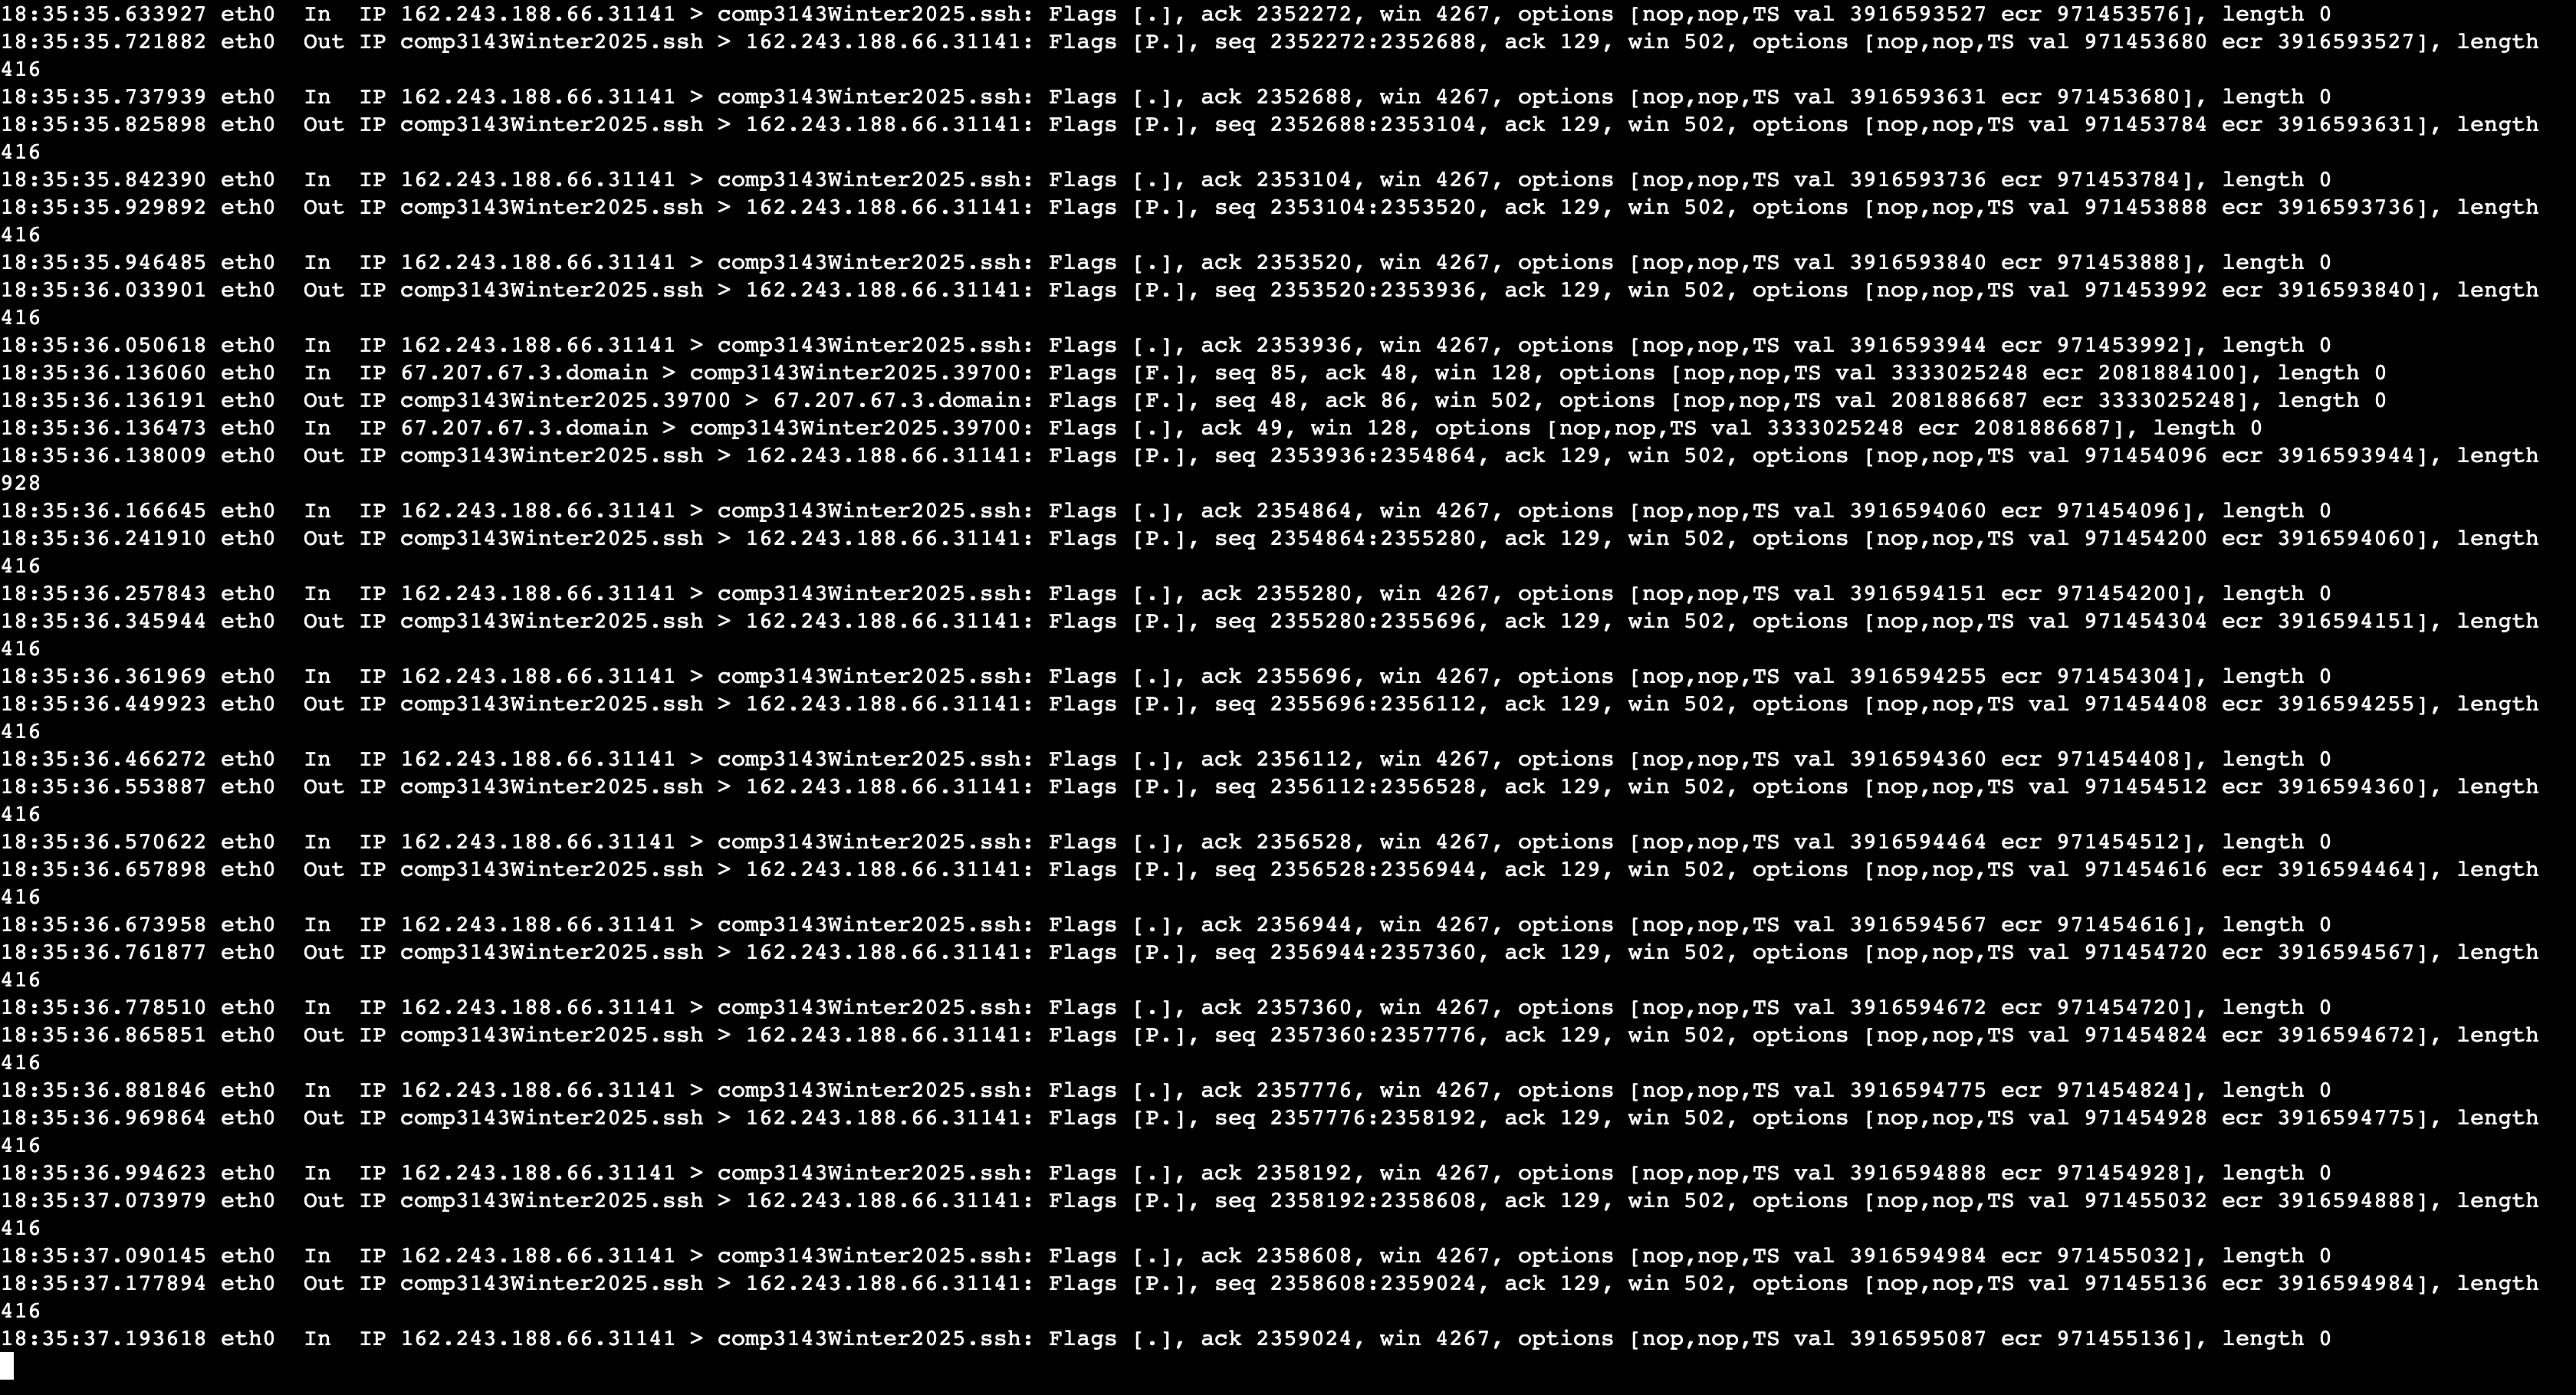 18:35:35.633927 eth0  In  IP 162.243.188.66.31141 > comp3143Winter2025.ssh: Flags [.], ack 2352272, win 4267, options [nop,nop,TS val 3916593527 ecr 971453576], length 0
18:35:35.721882 eth0  Out IP comp3143Winter2025.ssh > 162.243.188.66.31141: Flags [P.], seq 2352272:2352688, ack 129, win 502, options [nop,nop,TS val 971453680 ecr 3916593527], length
416
18:35:35.737939 eth0  In  IP 162.243.188.66.31141 > comp3143Winter2025.ssh: Flags [.], ack 2352688, win 4267, options [nop,nop,TS val 3916593631 ecr 971453680], length 0
18:35:35.825898 eth0  Out IP comp3143Winter2025.ssh > 162.243.188.66.31141: Flags [P.], seq 2352688:2353104, ack 129, win 502, options [nop,nop,TS val 971453784 ecr 3916593631], length
416
18:35:35.842390 eth0  In  IP 162.243.188.66.31141 > comp3143Winter2025.ssh: Flags [.], ack 2353104, win 4267, options [nop,nop,TS val 3916593736 ecr 971453784], length 0
18:35:35.929892 eth0  Out IP comp3143Winter2025.ssh > 162.243.188.66.31141: Flags [P.], seq 2353104:2353520, ack 129, win 502, options [nop,nop,TS val 971453888 ecr 3916593736], length
416
18:35:35.946485 eth0  In  IP 162.243.188.66.31141 > comp3143Winter2025.ssh: Flags [.], ack 2353520, win 4267, options [nop,nop,TS val 3916593840 ecr 971453888], length 0
18:35:36.033901 eth0  Out IP comp3143Winter2025.ssh > 162.243.188.66.31141: Flags [P.], seq 2353520:2353936, ack 129, win 502, options [nop,nop,TS val 971453992 ecr 3916593840], length
416
18:35:36.050618 eth0  In  IP 162.243.188.66.31141 > comp3143Winter2025.ssh: Flags [.], ack 2353936, win 4267, options [nop,nop,TS val 3916593944 ecr 971453992], length 0
18:35:36.136060 eth0  In  IP 67.207.67.3.domain > comp3143Winter2025.39700: Flags [F.], seq 85, ack 48, win 128, options [nop,nop,TS val 3333025248 ecr 2081884100], length 0
18:35:36.136191 eth0  Out IP comp3143Winter2025.39700 > 67.207.67.3.domain: Flags [F.], seq 48, ack 86, win 502, options [nop,nop,TS val 2081886687 ecr 3333025248], length 0
18:35:36.136473 eth0  In  IP 67.207.67.3.domain > comp3143Winter2025.39700: Flags [.], ack 49, win 128, options [nop,nop,TS val 3333025248 ecr 2081886687], length 0
18:35:36.138009 eth0  Out IP comp3143Winter2025.ssh > 162.243.188.66.31141: Flags [P.], seq 2353936:2354864, ack 129, win 502, options [nop,nop,TS val 971454096 ecr 3916593944], length
928
18:35:36.166645 eth0  In  IP 162.243.188.66.31141 > comp3143Winter2025.ssh: Flags [.], ack 2354864, win 4267, options [nop,nop,TS val 3916594060 ecr 971454096], length 0
18:35:36.241910 eth0  Out IP comp3143Winter2025.ssh > 162.243.188.66.31141: Flags [P.], seq 2354864:2355280, ack 129, win 502, options [nop,nop,TS val 971454200 ecr 3916594060], length
416
18:35:36.257843 eth0  In  IP 162.243.188.66.31141 > comp3143Winter2025.ssh: Flags [.], ack 2355280, win 4267, options [nop,nop,TS val 3916594151 ecr 971454200], length 0
18:35:36.345944 eth0  Out IP comp3143Winter2025.ssh > 162.243.188.66.31141: Flags [P.], seq 2355280:2355696, ack 129, win 502, options [nop,nop,TS val 971454304 ecr 3916594151], length
416
18:35:36.361969 eth0  In  IP 162.243.188.66.31141 > comp3143Winter2025.ssh: Flags [.], ack 2355696, win 4267, options [nop,nop,TS val 3916594255 ecr 971454304], length 0
18:35:36.449923 eth0  Out IP comp3143Winter2025.ssh > 162.243.188.66.31141: Flags [P.], seq 2355696:2356112, ack 129, win 502, options [nop,nop,TS val 971454408 ecr 3916594255], length
416
18:35:36.466272 eth0  In  IP 162.243.188.66.31141 > comp3143Winter2025.ssh: Flags [.], ack 2356112, win 4267, options [nop,nop,TS val 3916594360 ecr 971454408], length 0
18:35:36.553887 eth0  Out IP comp3143Winter2025.ssh > 162.243.188.66.31141: Flags [P.], seq 2356112:2356528, ack 129, win 502, options [nop,nop,TS val 971454512 ecr 3916594360], length
416
18:35:36.570622 eth0  In  IP 162.243.188.66.31141 > comp3143Winter2025.ssh: Flags [.], ack 2356528, win 4267, options [nop,nop,TS val 3916594464 ecr 971454512], length 0
18:35:36.657898 eth0  Out IP comp3143Winter2025.ssh > 162.243.188.66.31141: Flags [P.], seq 2356528:2356944, ack 129, win 502, options [nop,nop,TS val 971454616 ecr 3916594464], length
416
18:35:36.673958 eth0  In  IP 162.243.188.66.31141 > comp3143Winter2025.ssh: Flags [.], ack 2356944, win 4267, options [nop,nop,TS val 3916594567 ecr 971454616], length 0
18:35:36.761877 eth0  Out IP comp3143Winter2025.ssh > 162.243.188.66.31141: Flags [P.], seq 2356944:2357360, ack 129, win 502, options [nop,nop,TS val 971454720 ecr 3916594567], length
416
18:35:36.778510 eth0  In  IP 162.243.188.66.31141 > comp3143Winter2025.ssh: Flags [.], ack 2357360, win 4267, options [nop,nop,TS val 3916594672 ecr 971454720], length 0
18:35:36.865851 eth0  Out IP comp3143Winter2025.ssh > 162.243.188.66.31141: Flags [P.], seq 2357360:2357776, ack 129, win 502, options [nop,nop,TS val 971454824 ecr 3916594672], length
416
18:35:36.881846 eth0  In  IP 162.243.188.66.31141 > comp3143Winter2025.ssh: Flags [.], ack 2357776, win 4267, options [nop,nop,TS val 3916594775 ecr 971454824], length 0
18:35:36.969864 eth0  Out IP comp3143Winter2025.ssh > 162.243.188.66.31141: Flags [P.], seq 2357776:2358192, ack 129, win 502, options [nop,nop,TS val 971454928 ecr 3916594775], length
416
18:35:36.994623 eth0  In  IP 162.243.188.66.31141 > comp3143Winter2025.ssh: Flags [.], ack 2358192, win 4267, options [nop,nop,TS val 3916594888 ecr 971454928], length 0
18:35:37.073979 eth0  Out IP comp3143Winter2025.ssh > 162.243.188.66.31141: Flags [P.], seq 2358192:2358608, ack 129, win 502, options [nop,nop,TS val 971455032 ecr 3916594888], length
416
18:35:37.090145 eth0  In  IP 162.243.188.66.31141 > comp3143Winter2025.ssh: Flags [.], ack 2358608, win 4267, options [nop,nop,TS val 3916594984 ecr 971455032], length 0
18:35:37.177894 eth0  Out IP comp3143Winter2025.ssh > 162.243.188.66.31141: Flags [P.], seq 2358608:2359024, ack 129, win 502, options [nop,nop,TS val 971455136 ecr 3916594984], length
416
18:35:37.193618 eth0  In  IP 162.243.188.66.31141 > comp3143Winter2025.ssh: Flags [.], ack 2359024, win 4267, options [nop,nop,TS val 3916595087 ecr 971455136], length 0